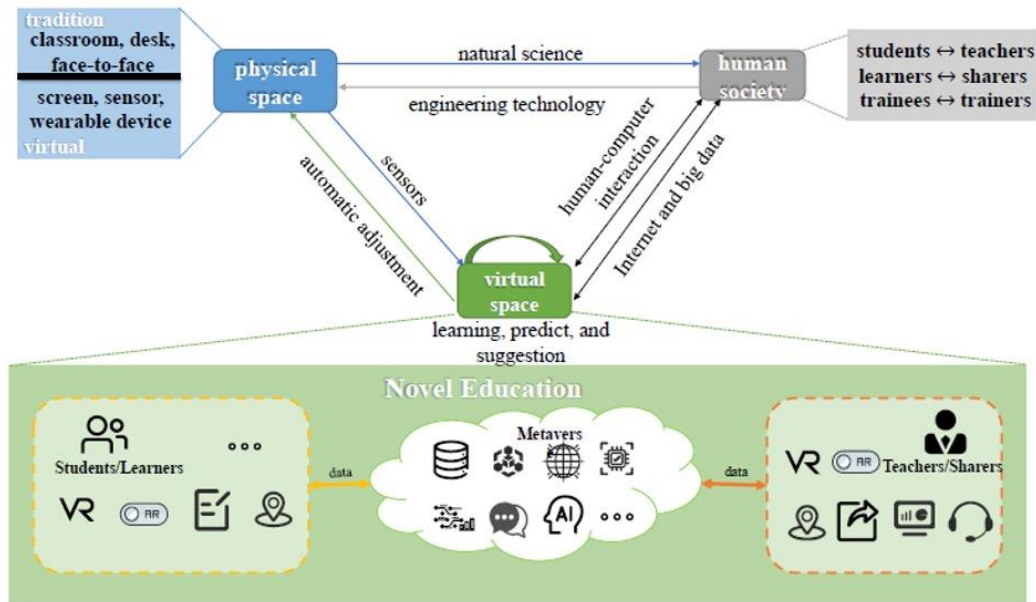 tradition
classroom, desk,
face-to-face
screen, sensor,
wearable device
virtual
physical
space
natural science
engineering technology
human
society
students ↔ teachers
learners ↔ sharers
trainees ↔ trainers
sensors
automatic adjustment
human-computer
interaction
Internet and big data
virtual
space
learning, predict, and
suggestion
Novel Education
Students/Learners
VR
AR
data
Metavers
e
AI
data
VR
AR
Teachers/Sharers